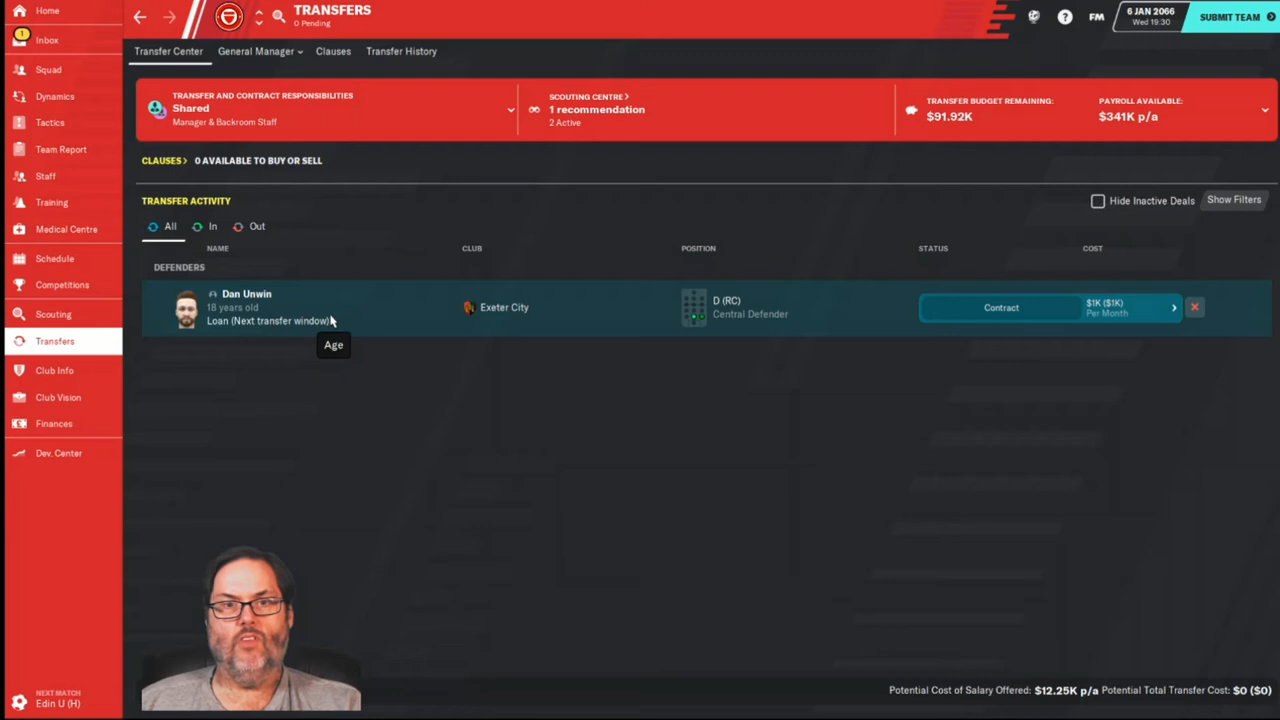 Home
1
Inbox
Squad
Dynamics
Tactics
Team Report
Staff
Training
Medical Centre
Schedule
Competitions
Scouting
Transfers
Club Info
Club Vision
Finances
Dev. Center
NEXT MATCH
Edin U (H)
TRANSFERS
0 Pending
? FM
6 JAN 2066
Wed 19:30
SUBMIT TEAM
Transfer Center General Manager Clauses Transfer History
TRANSFER AND CONTRACT RESPONSIBILITIES
Shared
Manager & Backroom Staff
SCOUTING CENTRE>
1 recommendation
2 Active
TRANSFER BUDGET REMAINING:
$91.92K
PAYROLL AVAILABLE:
$341K p/a
CLAUSES> 0 AVAILABLE TO BUY OR SELL
TRANSFER ACTIVITY
Hide Inactive Deals Show Filters
All In Out
NAME CLUB POSITION STATUS COST
DEFENDERS
Dan Unwin
18 years old
Loan (Next transfer window)
Exeter City
D (RC)
Central Defender
Contract
$1K ($1K)
Per Month
Age
Potential Cost of Salary Offered: $12.25K p/a Potential Total Transfer Cost: $0 ($0)